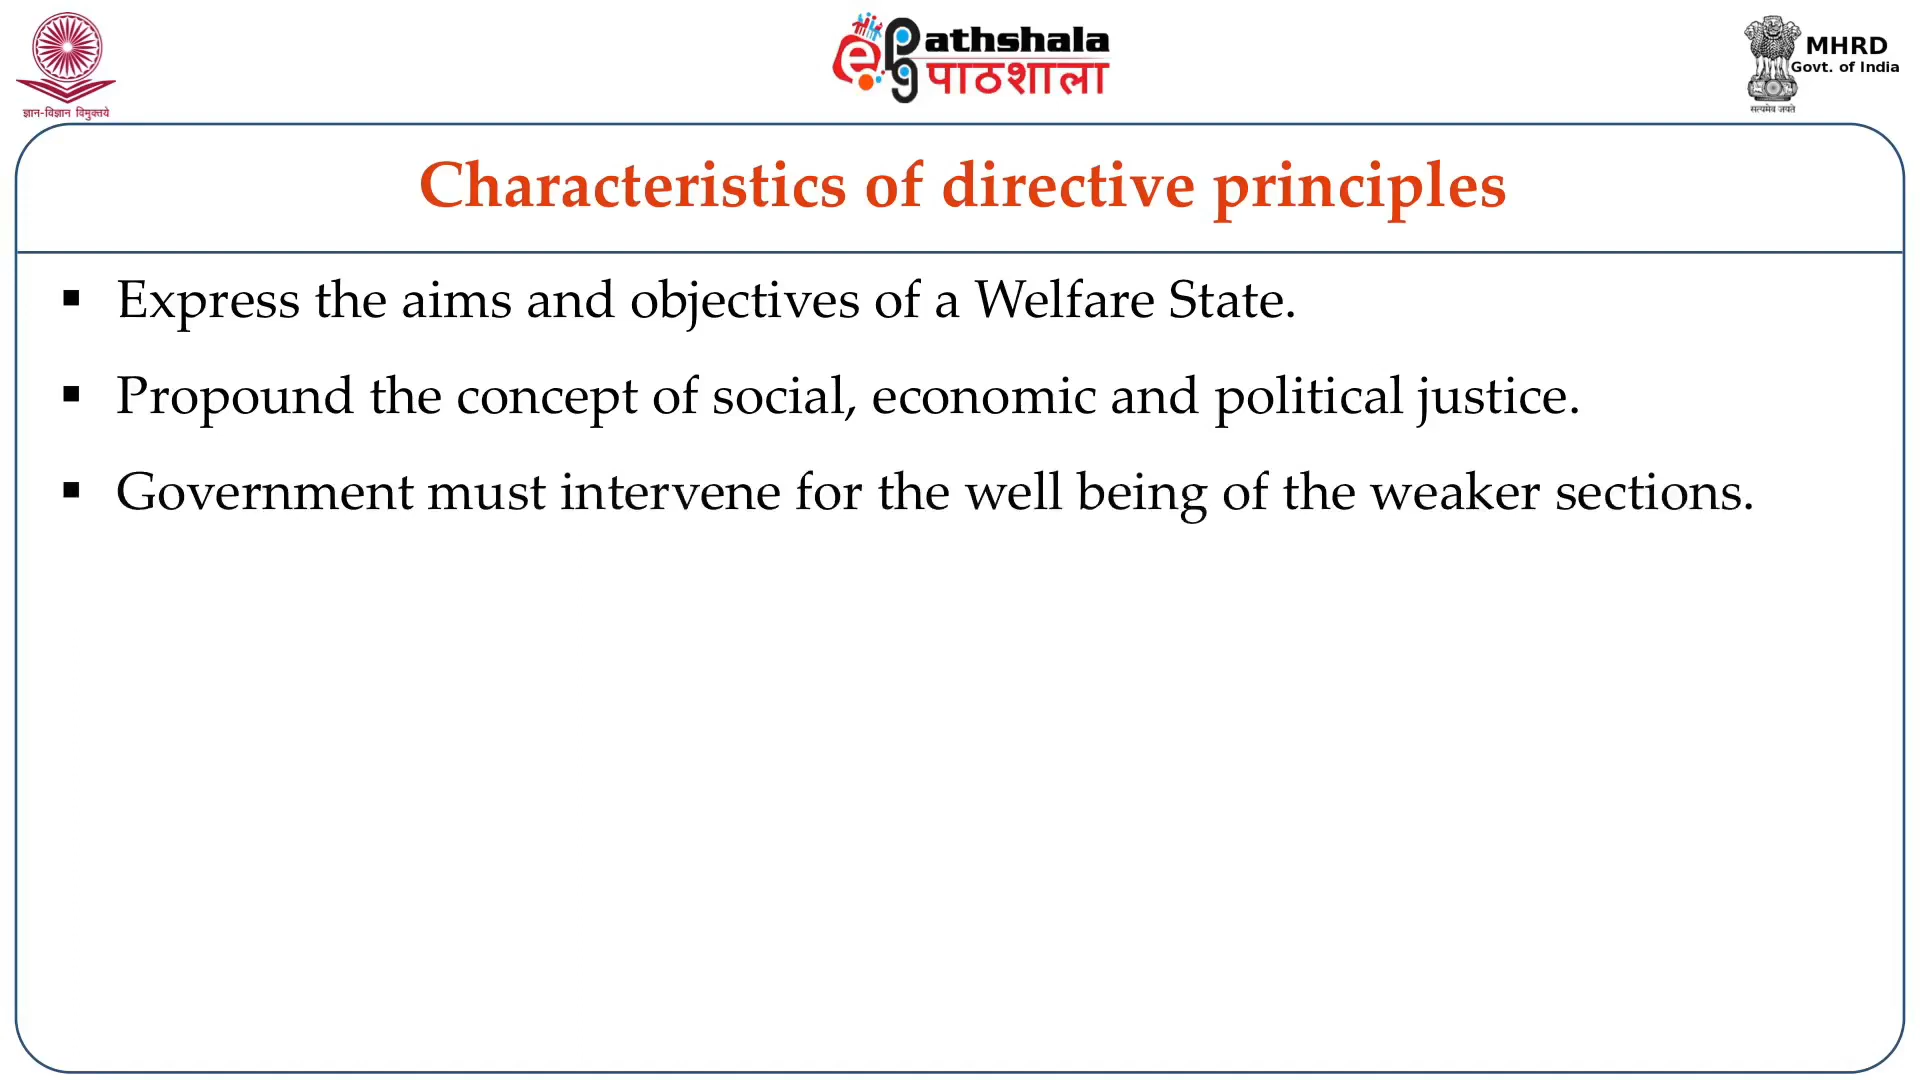 ज्ञान-विज्ञान विमुक्तये
e PG Pathshala
पाठशाला
सत्यमेव जयते
MHRD
Govt. of India
Characteristics of directive principles
▪ Express the aims and objectives of a Welfare State.
▪ Propound the concept of social, economic and political justice.
▪ Government must intervene for the well being of the weaker sections.